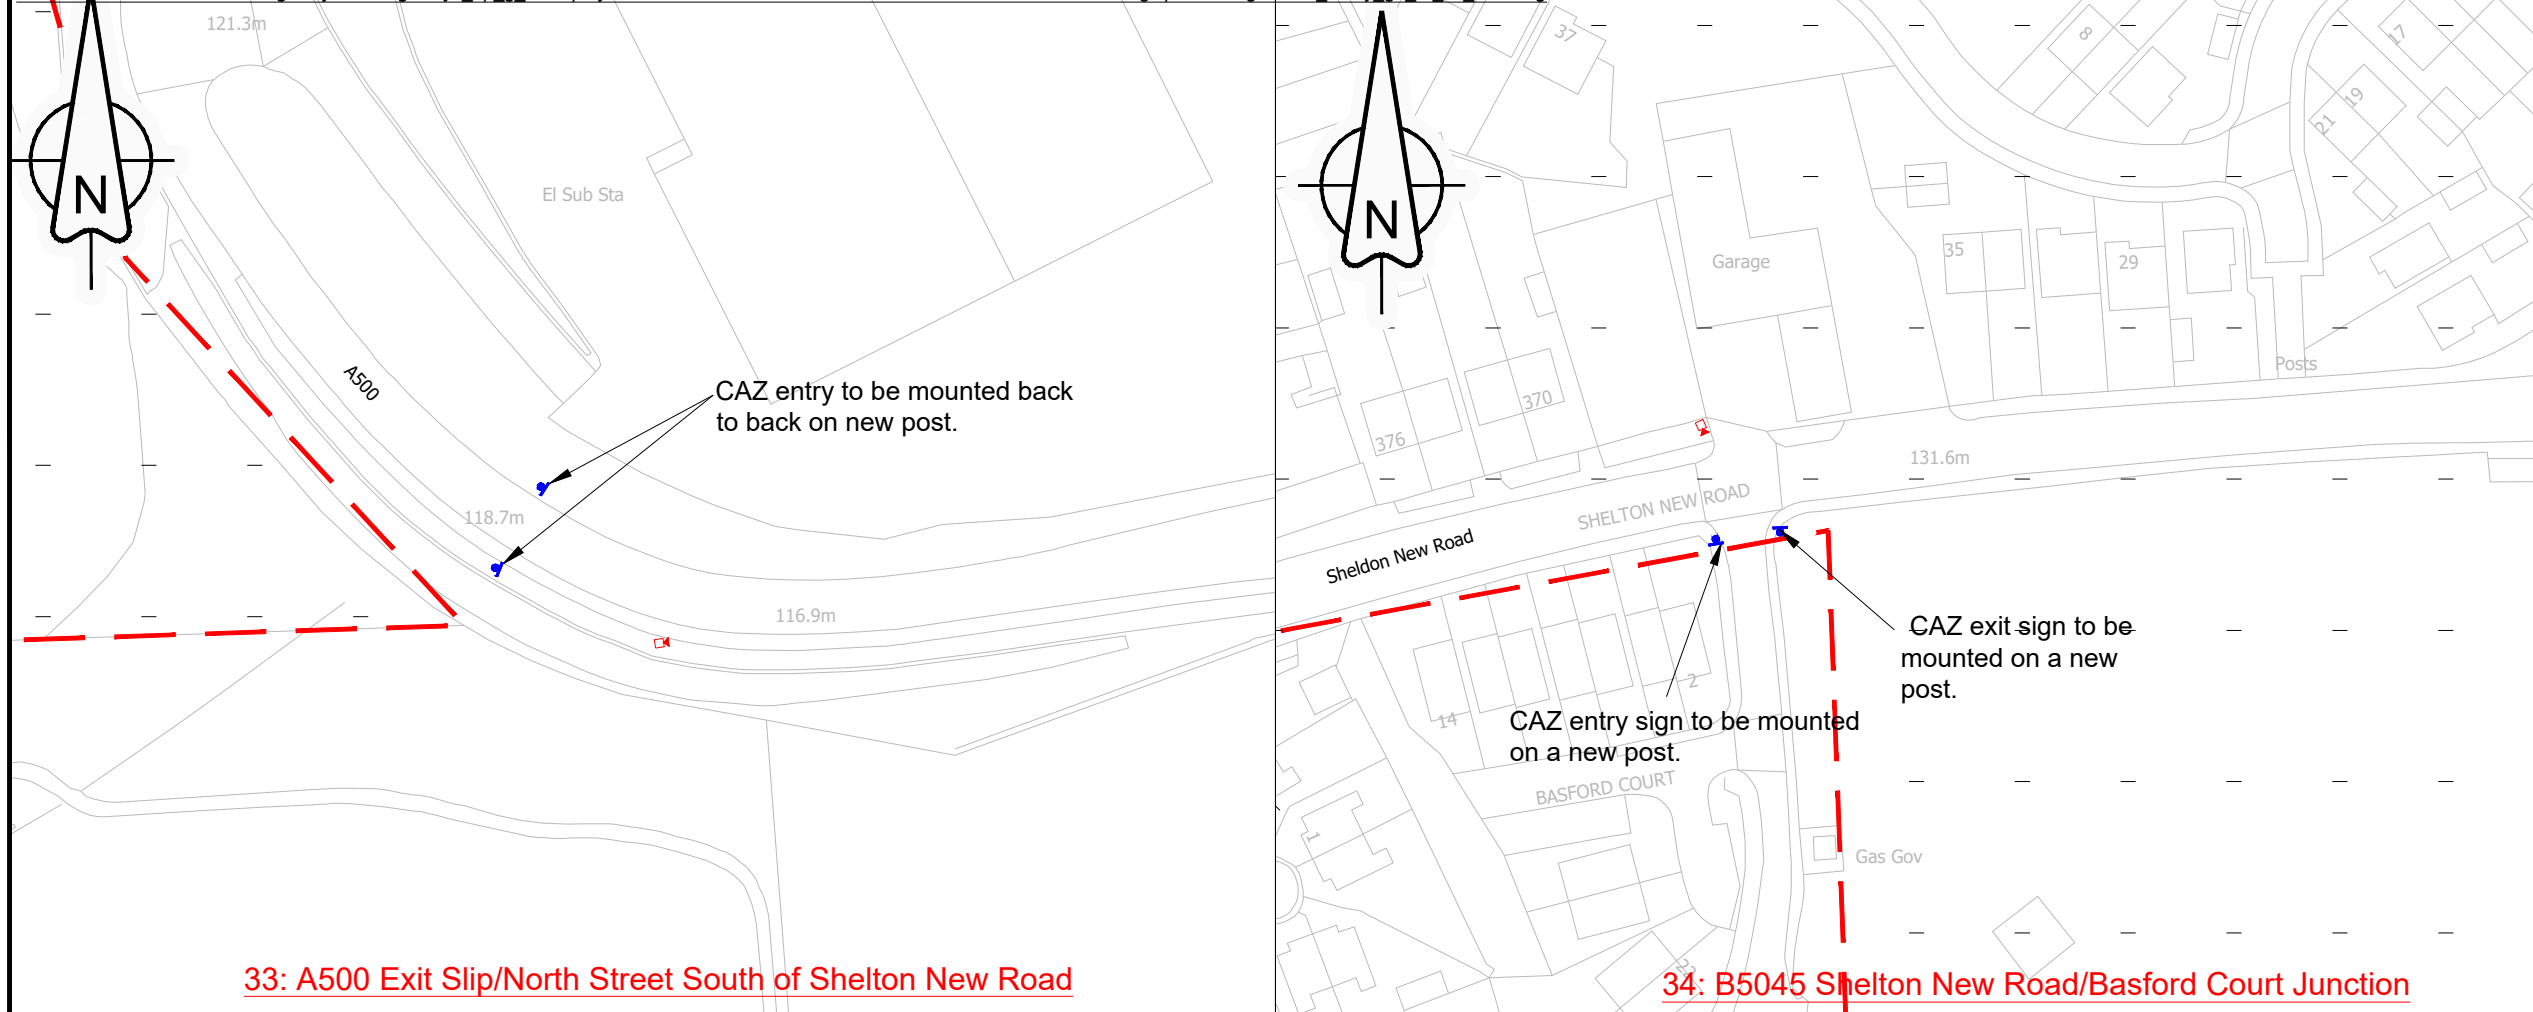 121.3m
N
El Sub Sta
A500
CAZ entry to be mounted back
to back on new post.
118.7m
116.9m
33: A500 Exit Slip/North Street South of Shelton New Road
37
8
17
19
21
N
Garage
35
29
Posts
370
376
131.6m
SHELTON NEW ROAD
Sheldon New Road
CAZ exit sign to be
mounted on a new
post.
2
14
CAZ entry sign to be mounted
on a new post.
BASFORD COURT
1
Gas Gov
22
34: B5045 Shelton New Road/Basford Court Junction